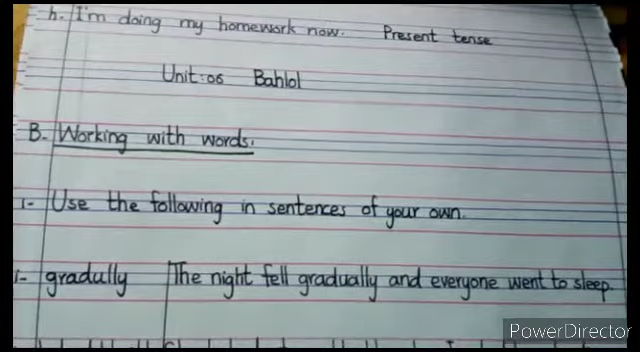 h. I'm doing my homework now. Present tense
Unit:06 Bahlol
B. Working with words.
1- Use the following in sentences of your own.
1- gradully The night fell gradually and everyone went to sleep.
PowerDirector